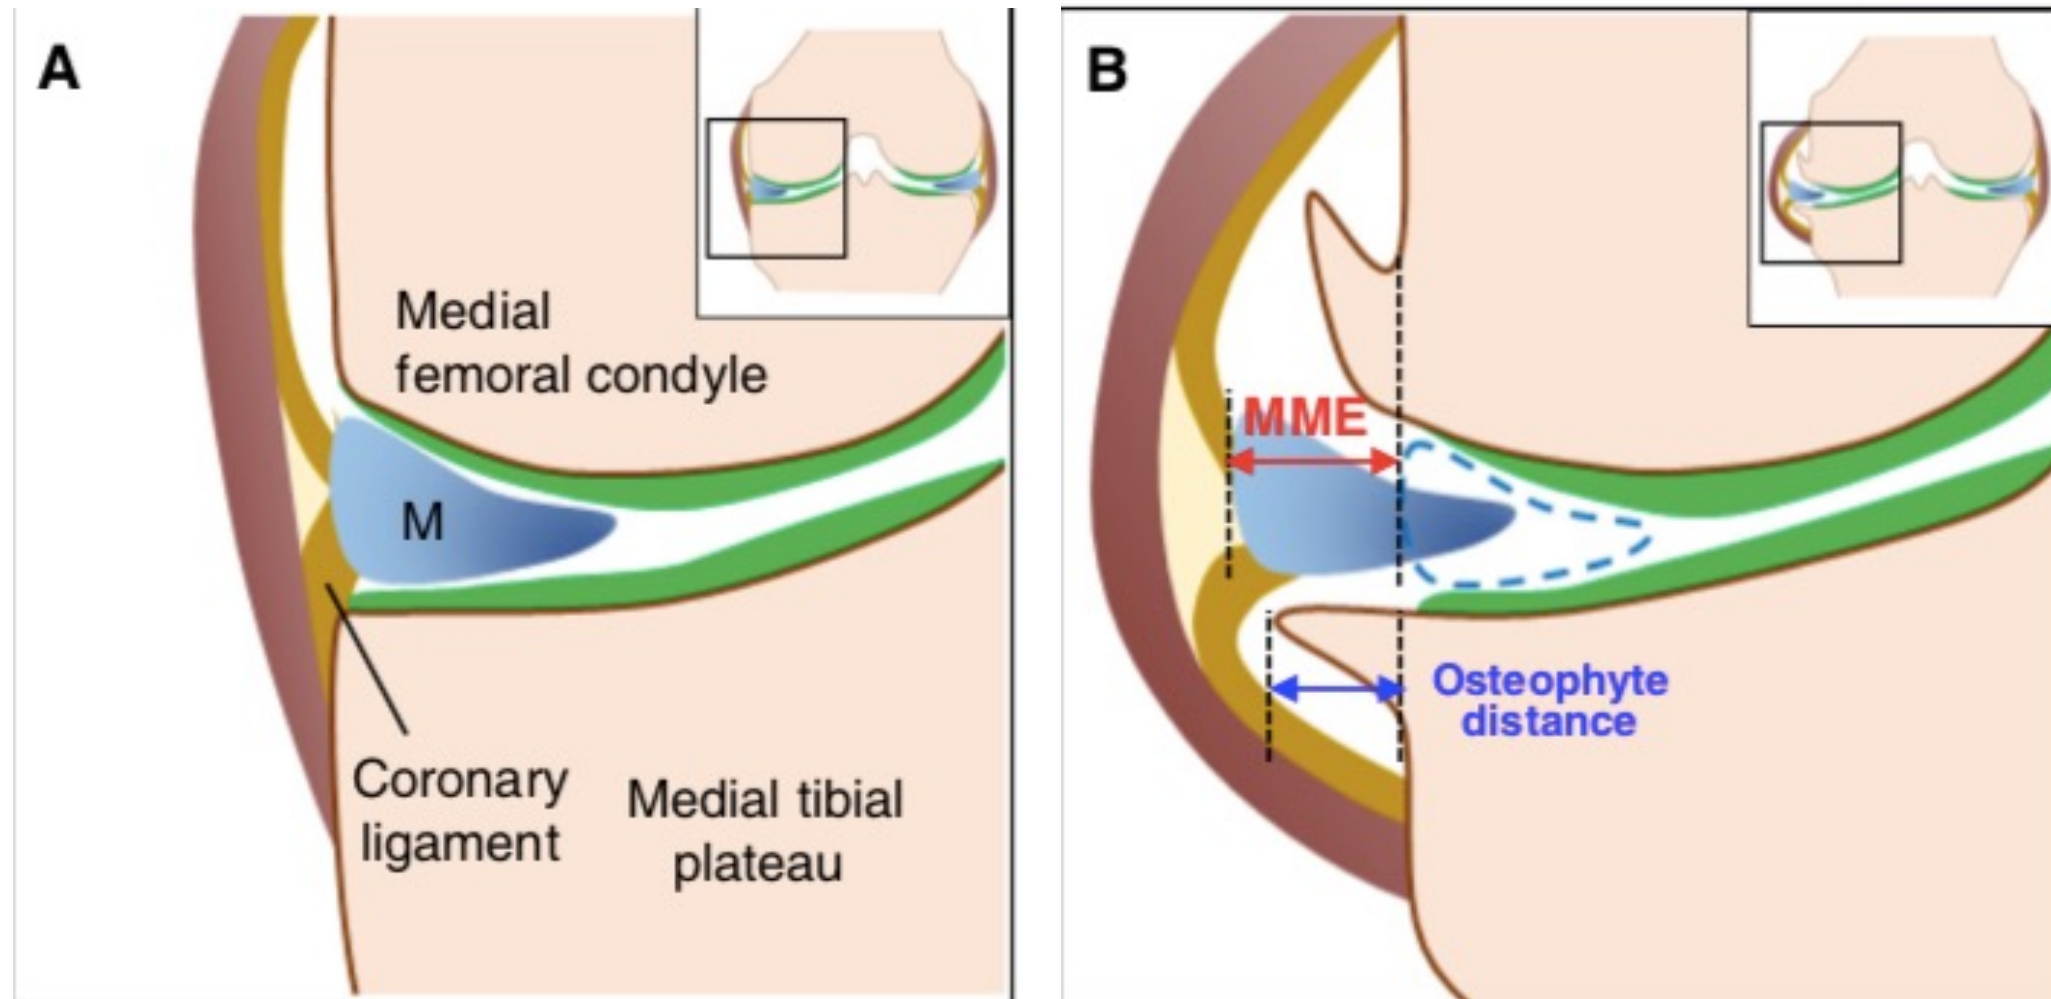 A
Medial
femoral condyle
M
Coronary
ligament
Medial tibial
plateau
B
MME
Osteophyte
distance